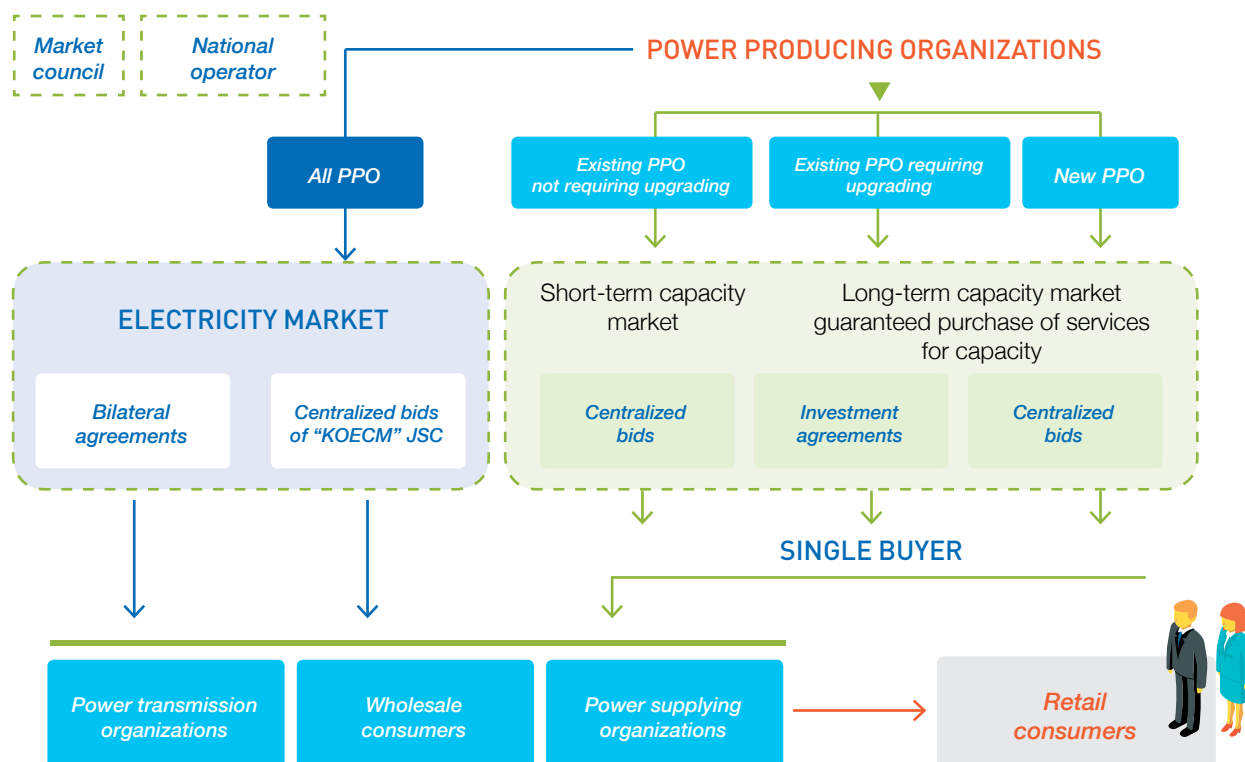 Market
council
National
operator
POWER PRODUCING ORGANIZATIONS
All PPO
Existing PPO
not requiring upgrading
Existing PPO requiring
upgrading
New PPO
ELECTRICITY MARKET
Bilateral
agreements
Centralized bids
of “KOECM” JSC
Short-term capacity
market
Long-term capacity market
guaranteed purchase of services
for capacity
Centralized
bids
Investment
agreements
Centralized
bids
SINGLE BUYER
Power transmission
organizations
Wholesale
consumers
Power supplying
organizations
Retail
consumers